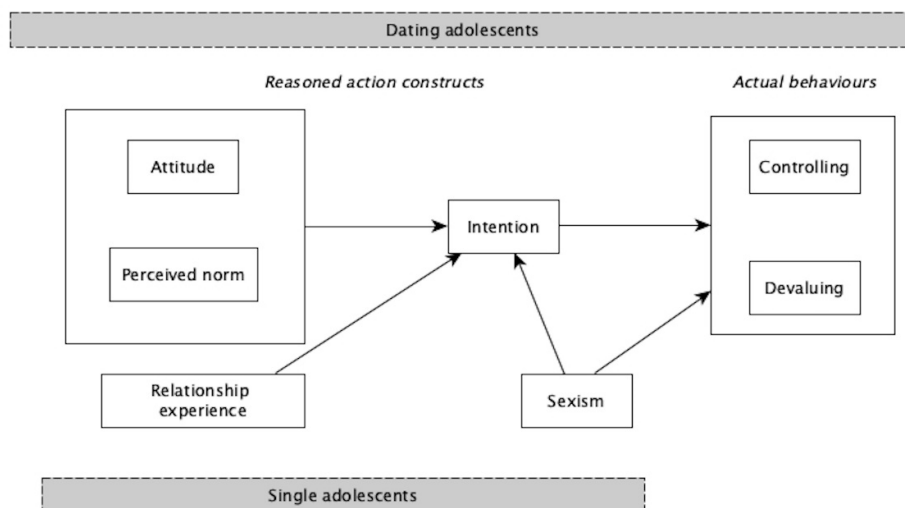 Dating adolescents
Reasoned action constructs
Actual behaviours
Attitude
Perceived norm
Intention
Controlling
Devaluing
Relationship
experience
Sexism
Single adolescents